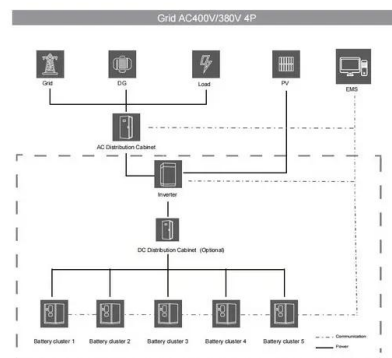 Grid AC400V/380V 4P
Grid
DG
Load
PV
EMS
AC Distribution Cabinet
Inverter
DC Distribution Cabinet (Optional)
Battery cluster 1
Battery cluster 2
Battery cluster 3
Battery cluster 4
Battery cluster 5
Communication
Power